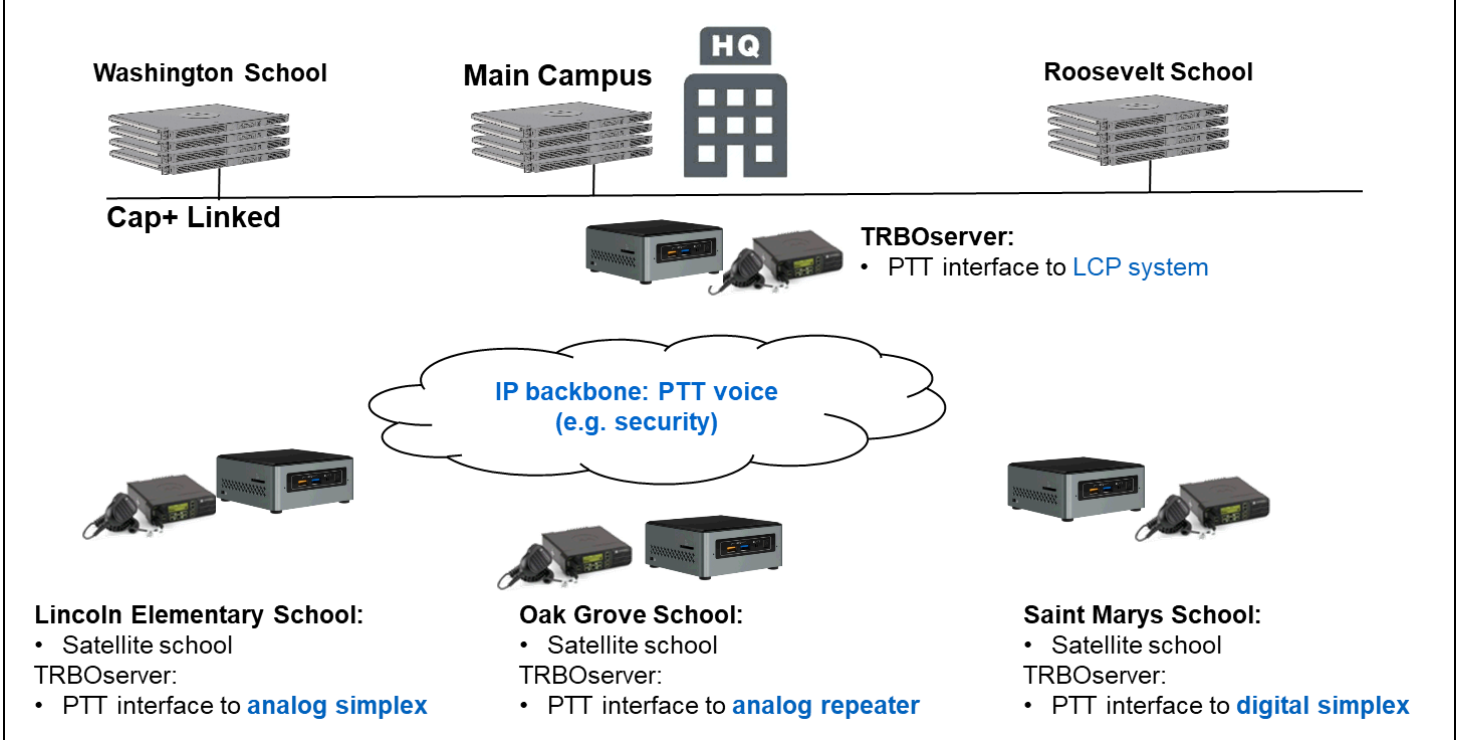 HQ
Washington School
Main Campus
Roosevelt School
Cap+ Linked
TRBOserver:
• PTT interface to LCP system
IP backbone: PTT voice
(e.g. security)
Lincoln Elementary School:
• Satellite school
TRBOserver:
• PTT interface to analog simplex
Oak Grove School:
• Satellite school
TRBOserver:
• PTT interface to analog repeater
Saint Marys School:
• Satellite school
TRBOserver:
• PTT interface to digital simplex